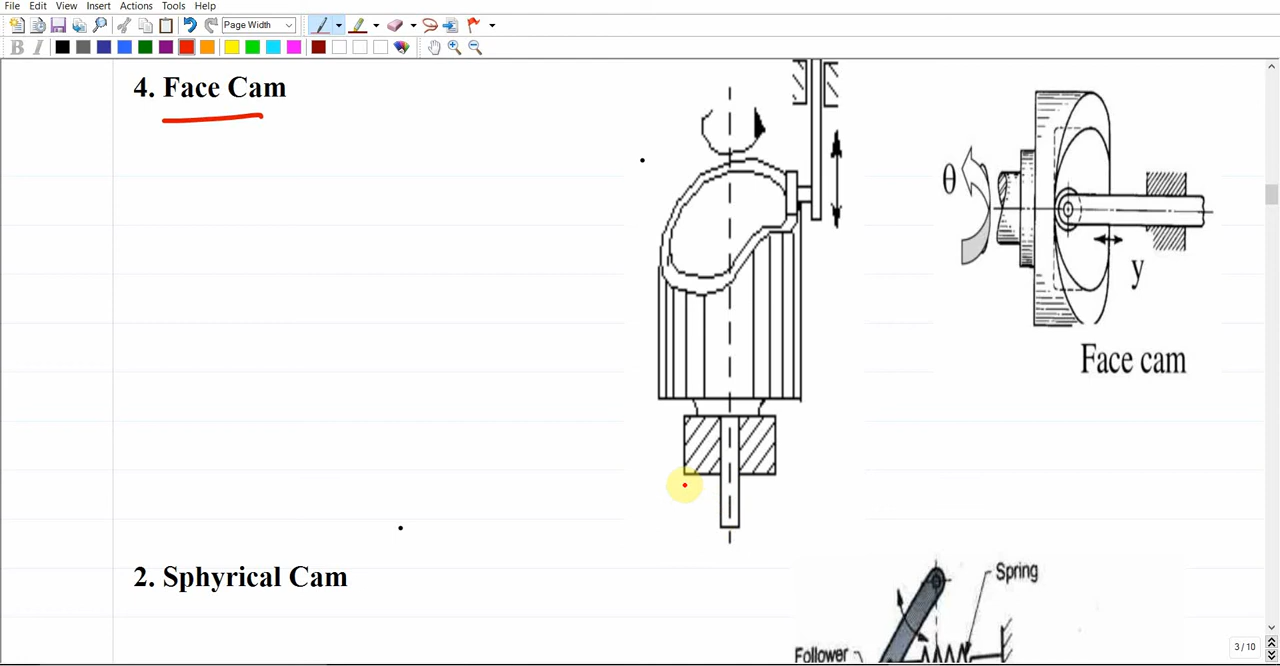 File Edit View Insert Actions Tools Help
Page Width
B I
4. Face Cam
θ
y
Face cam
2. Sphyrical Cam
Spring
Follower
3 / 10